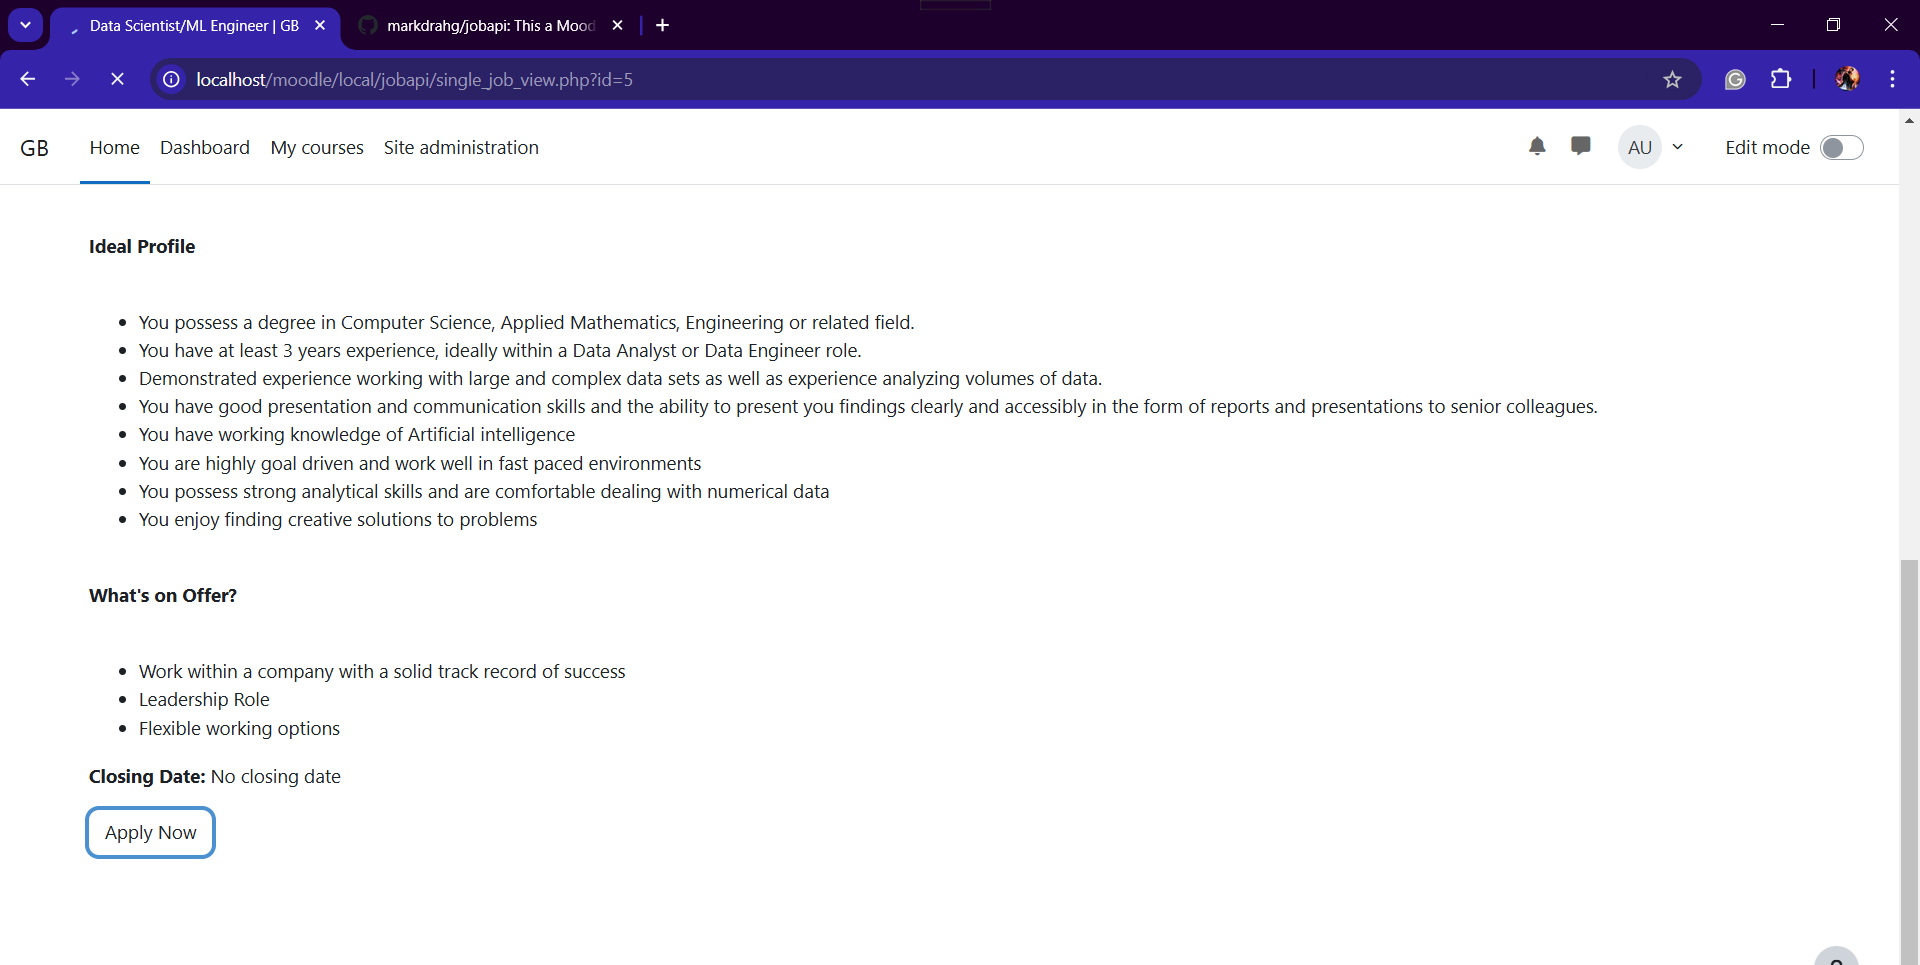 Data Scientist/ML Engineer | GB
markdrahg/jobapi: This a Mood
localhost/moodle/local/jobapi/single_job_view.php?id=5
GB Home Dashboard My courses Site administration AU Edit mode
Ideal Profile
You possess a degree in Computer Science, Applied Mathematics, Engineering or related field.
You have at least 3 years experience, ideally within a Data Analyst or Data Engineer role.
Demonstrated experience working with large and complex data sets as well as experience analyzing volumes of data.
You have good presentation and communication skills and the ability to present you findings clearly and accessibly in the form of reports and presentations to senior colleagues.
You have working knowledge of Artificial intelligence
You are highly goal driven and work well in fast paced environments
You possess strong analytical skills and are comfortable dealing with numerical data
You enjoy finding creative solutions to problems
What's on Offer?
Work within a company with a solid track record of success
Leadership Role
Flexible working options
Closing Date: No closing date
Apply Now